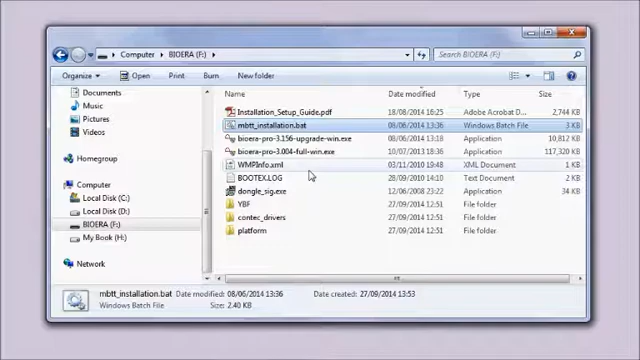 Computer ▸ BIOERA (F:) ▸
Search BIOERA (F:)
Organize ▾ Open Print Burn New folder
Name Date modified Type Size
Documents
Music
Pictures
Videos
Homegroup
Computer
Local Disk (C:)
Local Disk (D:)
BIOERA (F:)
My Book (H:)
Network
Installation_Setup_Guide.pdf 18/08/2014 16:25 Adobe Acrobat D... 2,744 KB
mbtt_installation.bat 08/06/2014 13:36 Windows Batch File 3 KB
bioera-pro-3.156-upgrade-win.exe 08/06/2014 12:01 Application 10,812 KB
bioera-pro-3.004-full-win.exe 10/07/2013 18:36 Application 117,320 KB
WMPInfo.xml 03/11/2010 19:48 XML Document 1 KB
BOOTEX.LOG 28/09/2010 14:10 Text Document 2 KB
dongle_sig.exe 12/06/2008 23:22 Application 34 KB
YBF 27/09/2014 12:51 File folder
contec_drivers 27/09/2014 12:51 File folder
platform 27/09/2014 12:51 File folder
mbtt_installation.bat Date modified: 08/06/2014 13:36 Date created: 27/09/2014 13:53
Windows Batch File Size: 2.40 KB